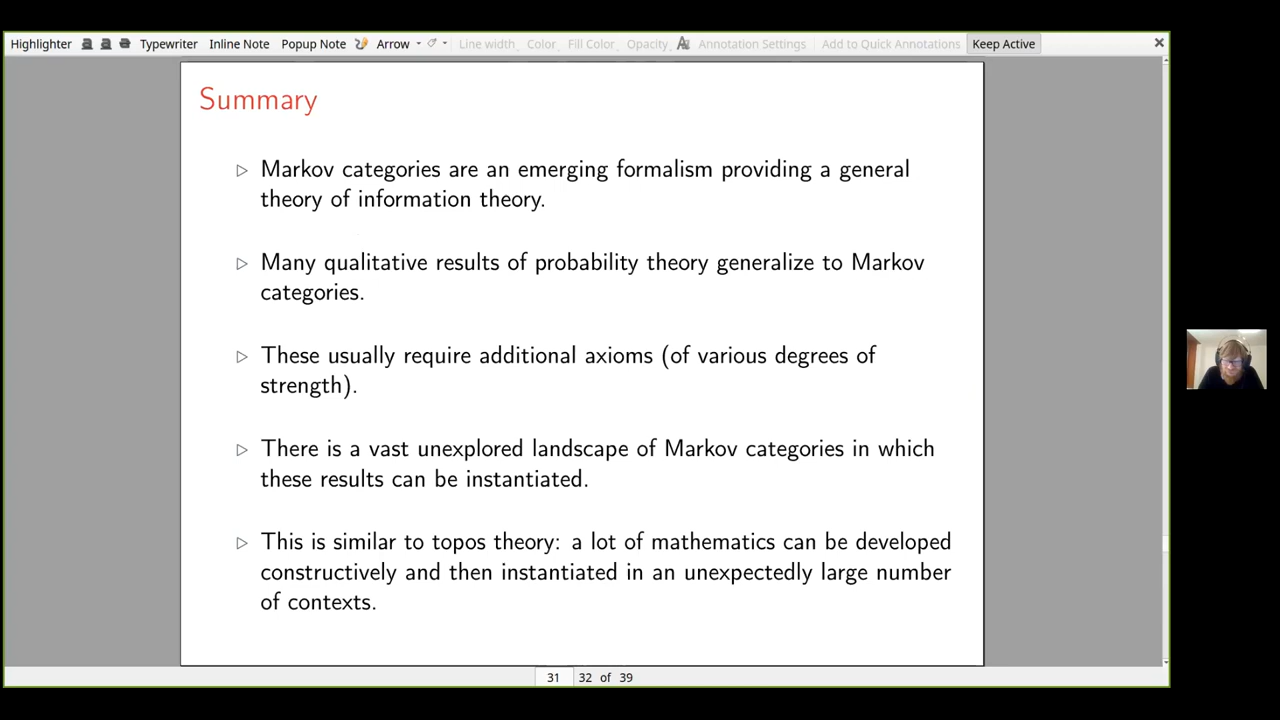 Highlighter Typewriter Inline Note Popup Note Arrow Line width Color Fill Color Opacity Annotation Settings Add to Quick Annotations Keep Active
Summary
▷ Markov categories are an emerging formalism providing a general
theory of information theory.
▷ Many qualitative results of probability theory generalize to Markov
categories.
▷ These usually require additional axioms (of various degrees of
strength).
▷ There is a vast unexplored landscape of Markov categories in which
these results can be instantiated.
▷ This is similar to topos theory: a lot of mathematics can be developed
constructively and then instantiated in an unexpectedly large number
of contexts.
31 32 of 39